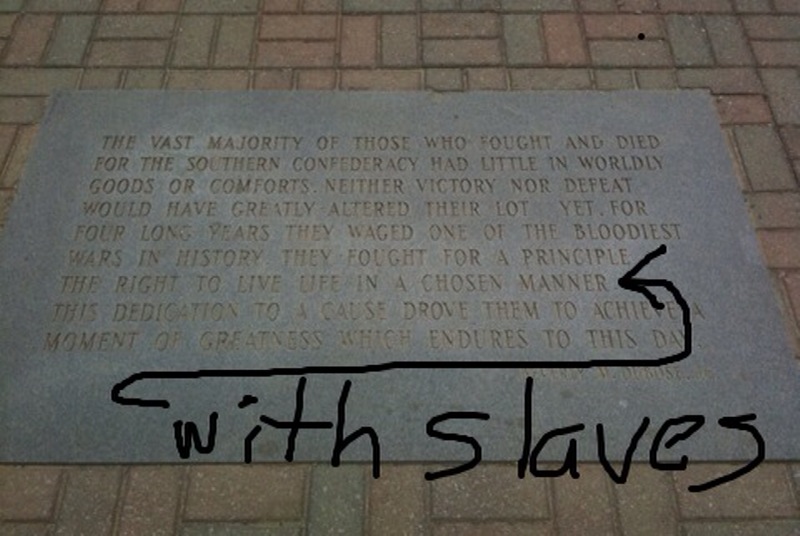 THE VAST MAJORITY OF THOSE WHO FOUGHT AND DIED
FOR THE SOUTHERN CONFEDERACY HAD LITTLE IN WORLDLY
GOODS OR COMFORTS. NEITHER VICTORY NOR DEFEAT
WOULD HAVE GREATLY ALTERED THEIR LOT YET, FOR
FOUR LONG YEARS THEY WAGED ONE OF THE BLOODIEST
WARS IN HISTORY. THEY FOUGHT FOR A PRINCIPLE
THE RIGHT TO LIVE LIFE IN A CHOSEN MANNER
THIS DEDICATION TO A CAUSE DROVE THEM TO ACHIEVE A
MOMENT OF GREATNESS WHICH ENDURES TO THIS DAY.
with slaves